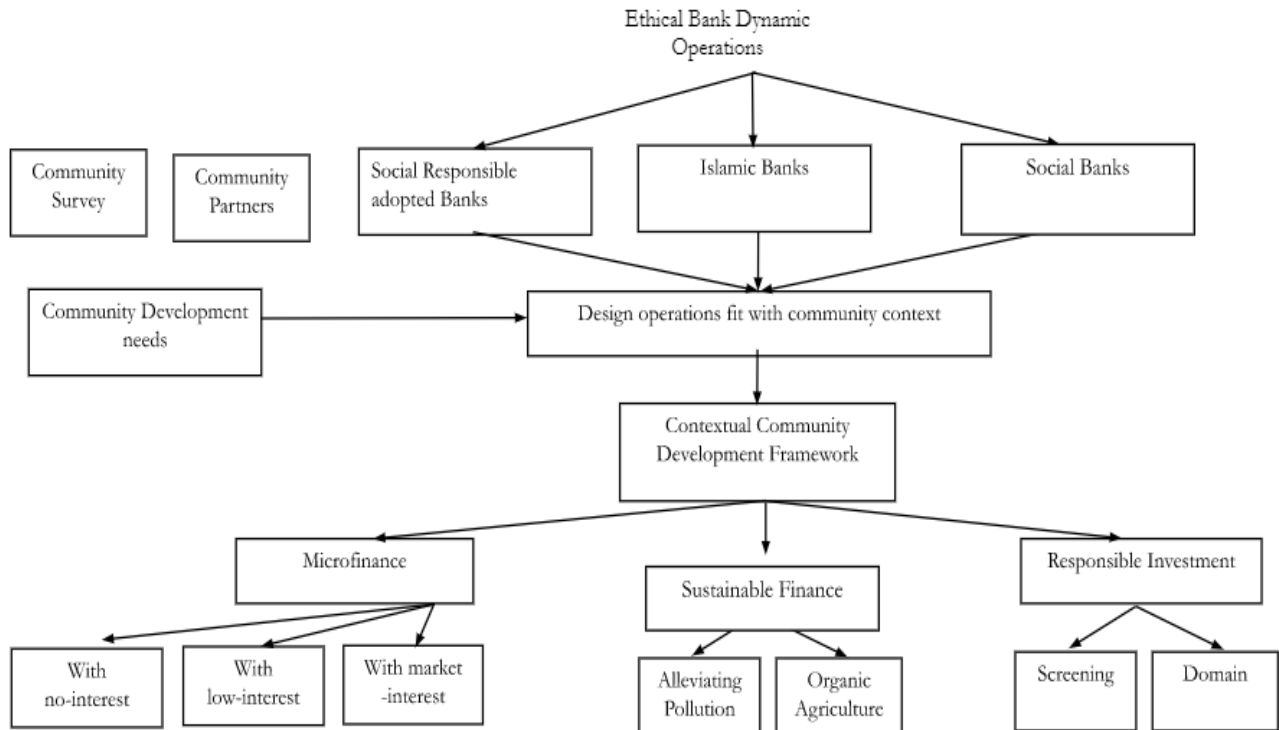 Ethical Bank Dynamic
Operations
Community
Survey
Community
Partners
Social Responsible
adopted Banks
Islamic Banks
Social Banks
Community Development
needs
Design operations fit with community context
Contextual Community
Development Framework
Microfinance
Sustainable Finance
Responsible Investment
With
no-interest
With
low-interest
With market
-interest
Alleviating
Pollution
Organic
Agriculture
Screening
Domain